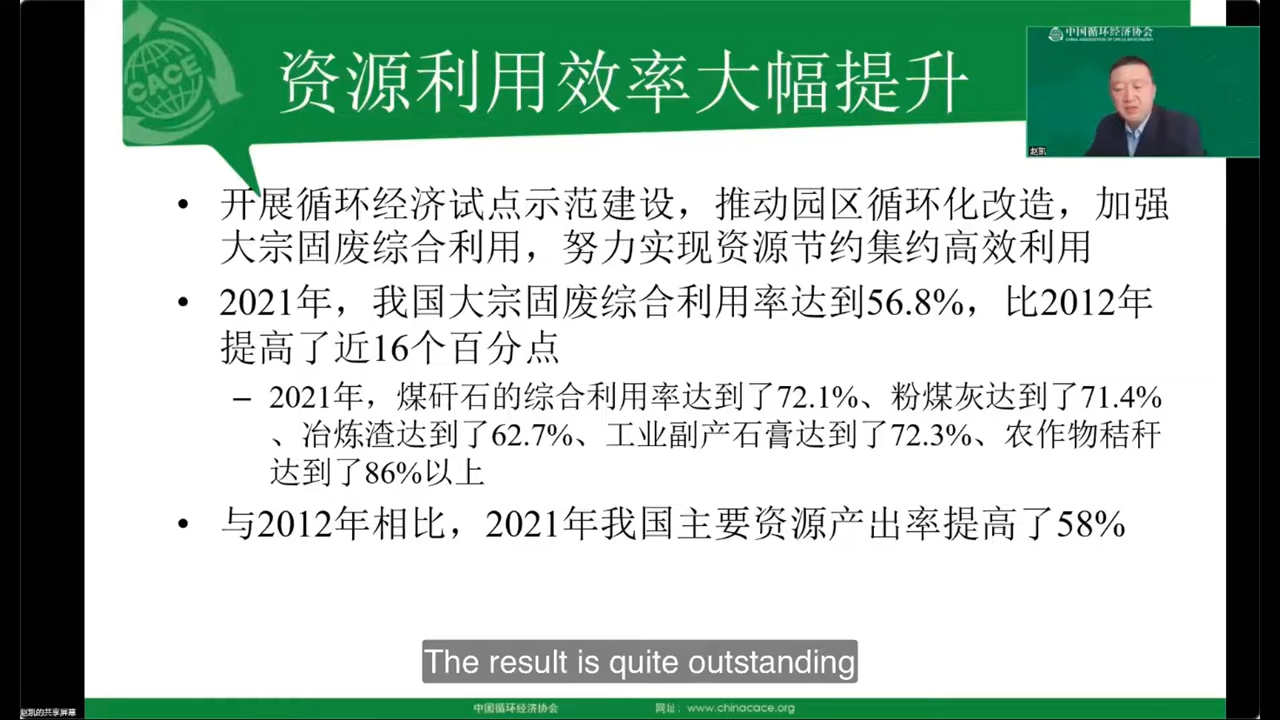 CACE
资源利用效率大幅提升
中国循环经济协会
CHINA ASSOCIATION OF CIRCULAR ECONOMY
赵凯
• 开展循环经济试点示范建设，推动园区循环化改造，加强
大宗固废综合利用，努力实现资源节约集约高效利用
• 2021年，我国大宗固废综合利用率达到56.8%，比2012年
提高了近16个百分点
– 2021年，煤矸石的综合利用率达到了72.1%、粉煤灰达到了71.4%
、冶炼渣达到了62.7%、工业副产石膏达到了72.3%、农作物秸秆
达到了86%以上
• 与2012年相比，2021年我国主要资源产出率提高了58%
The result is quite outstanding
中国循环经济协会 网址：www.chinacace.org
赵凯的共享屏幕